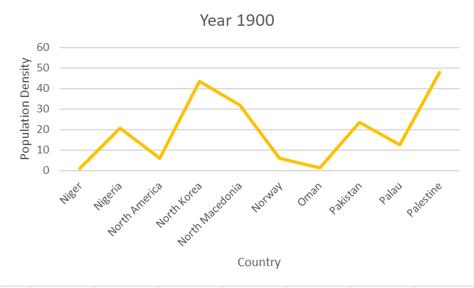 Year 1900
Population Density
60
50
40
30
20
10
0
Niger
Nigeria
North America
North Korea
North Macedonia
Norway
Oman
Pakistan
Palau
Palestine
Country